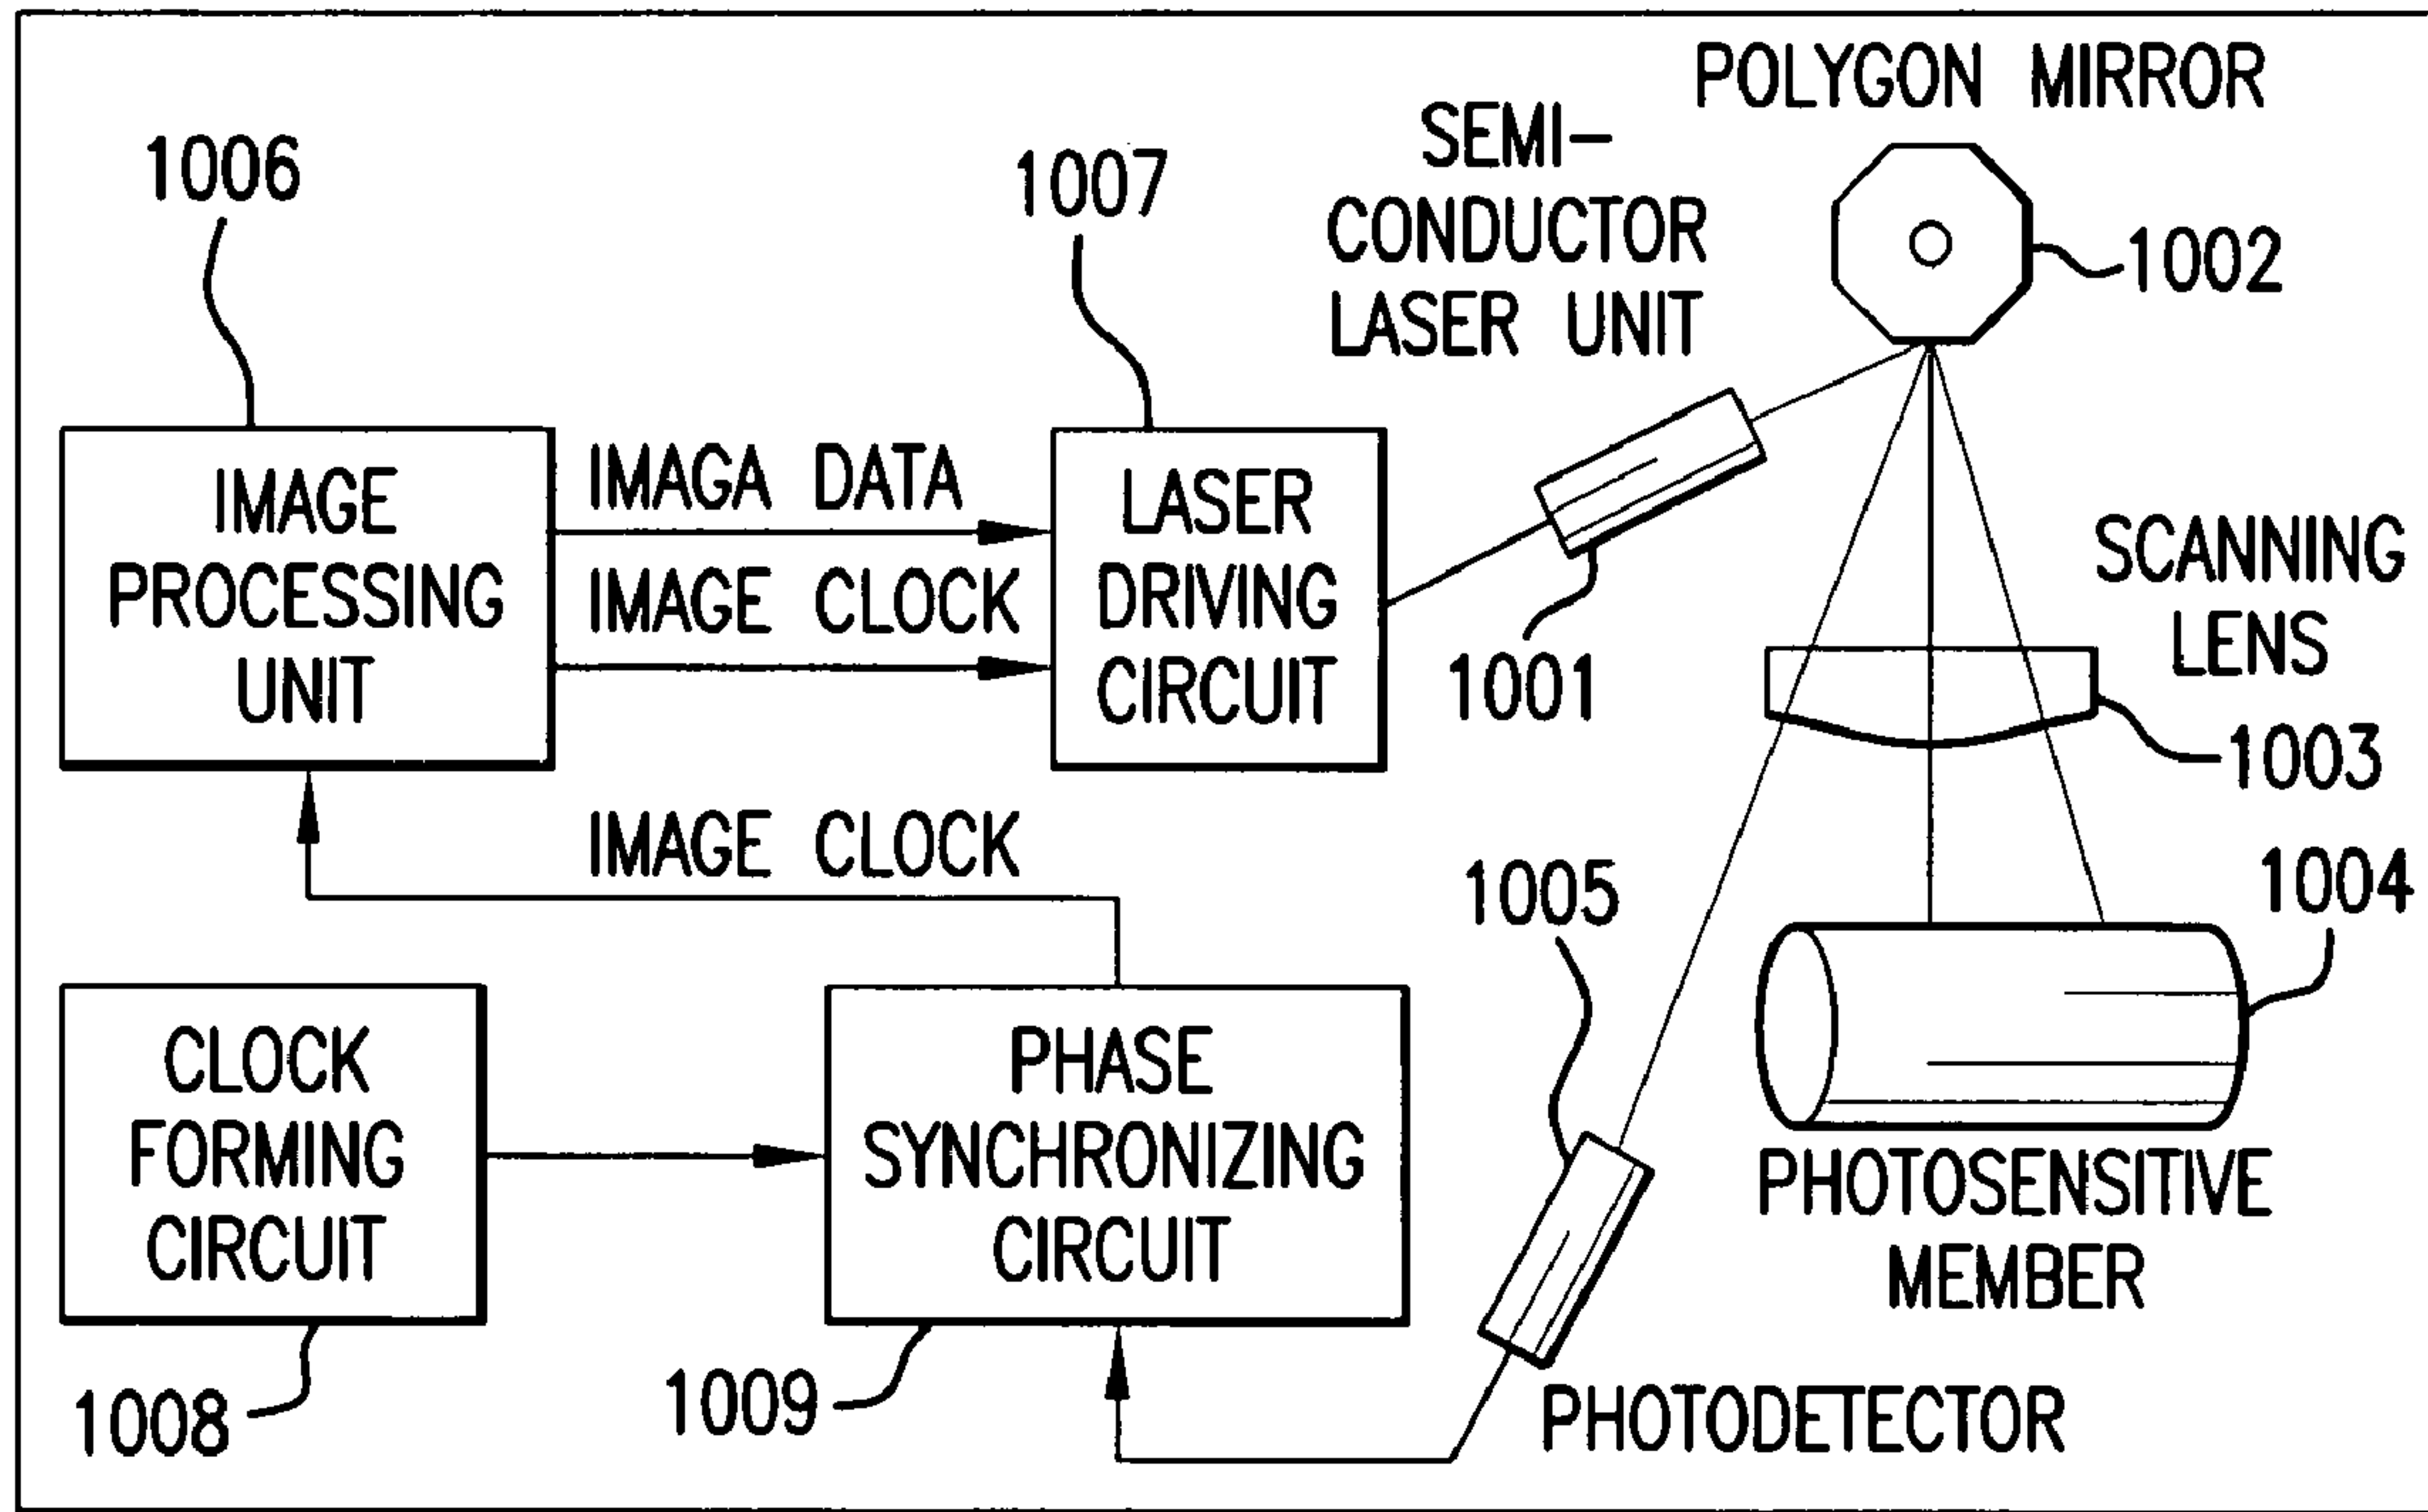 POLYGON MIRROR
SEMI-
CONDUCTOR
LASER UNIT
1006
1007
1002
IMAGE
PROCESSING
UNIT
IMAGA DATA
IMAGE CLOCK
LASER
DRIVING
CIRCUIT
1001
SCANNING
LENS
1003
IMAGE CLOCK
1005
1004
CLOCK
FORMING
CIRCUIT
PHASE
SYNCHRONIZING
CIRCUIT
PHOTOSENSITIVE
MEMBER
1008
1009
PHOTODETECTOR